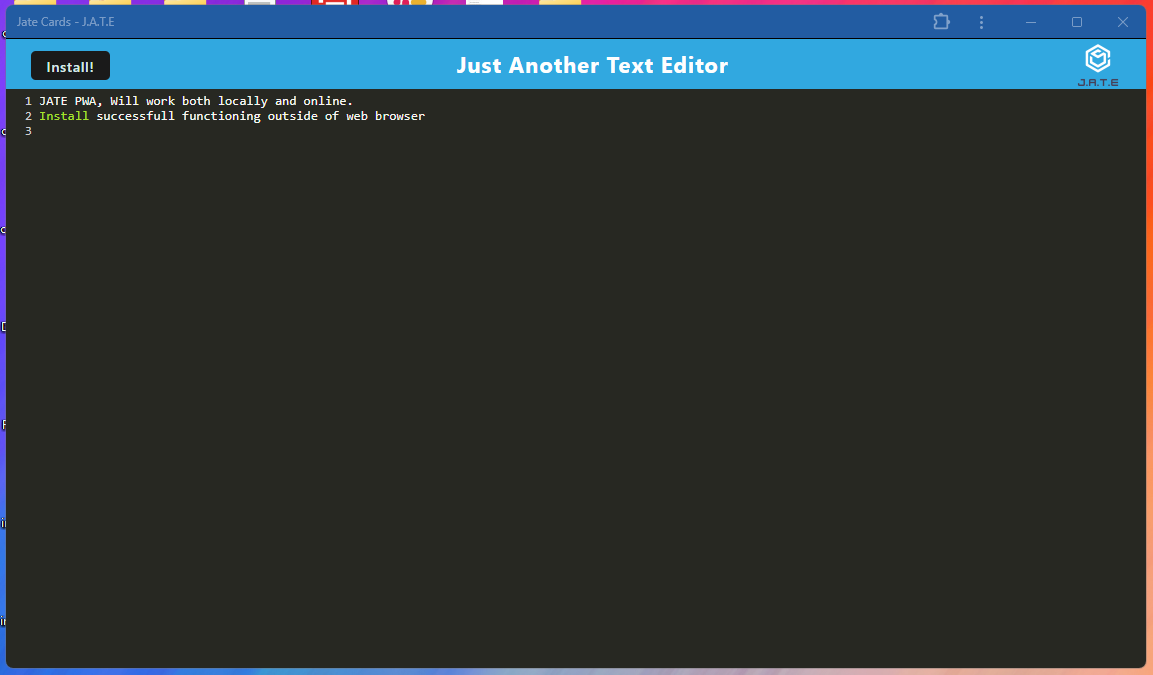 Jate Cards - J.A.T.E
Install!
Just Another Text Editor
J.A.T.E
1 JATE PWA, Will work both locally and online.
2 Install successfull functioning outside of web browser
3